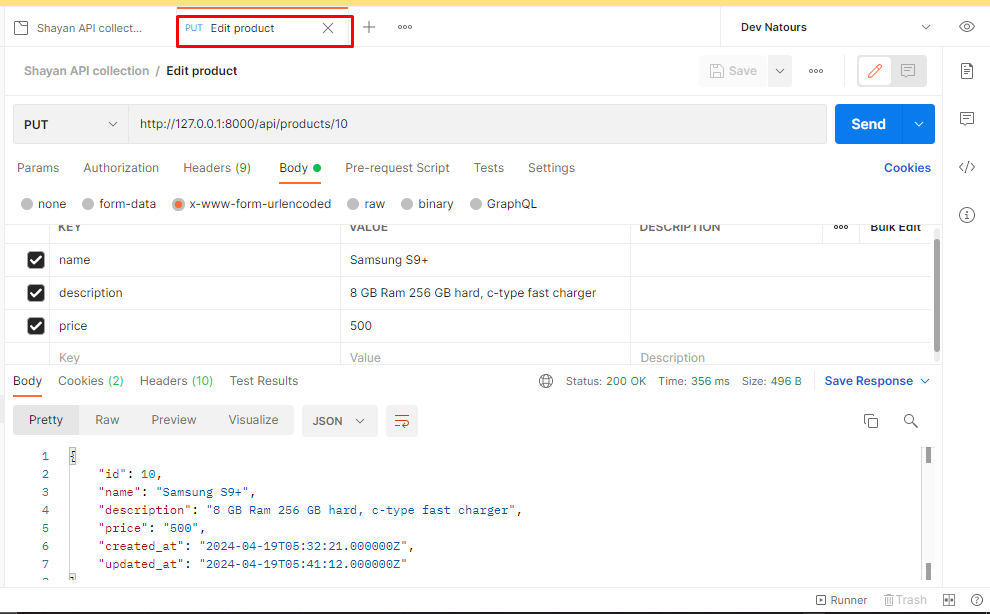 Shayan API collect... PUT Edit product Dev Natours
Shayan API collection / Edit product Save
PUT http://127.0.0.1:8000/api/products/10 Send
Params Authorization Headers (9) Body Pre-request Script Tests Settings Cookies
none form-data x-www-form-urlencoded raw binary GraphQL
KEY VALUE DESCRIPTION Bulk Edit
name Samsung S9+
description 8 GB Ram 256 GB hard, c-type fast charger
price 500
Key Value Description
Body Cookies (2) Headers (10) Test Results Status: 200 OK Time: 356 ms Size: 496 B Save Response
Pretty Raw Preview Visualize JSON
1 {
2 "id": 10,
3 "name": "Samsung S9+",
4 "description": "8 GB Ram 256 GB hard, c-type fast charger",
5 "price": "500",
6 "created_at": "2024-04-19T05:32:21.000000Z",
7 "updated_at": "2024-04-19T05:41:12.000000Z"
8 }
Runner Trash